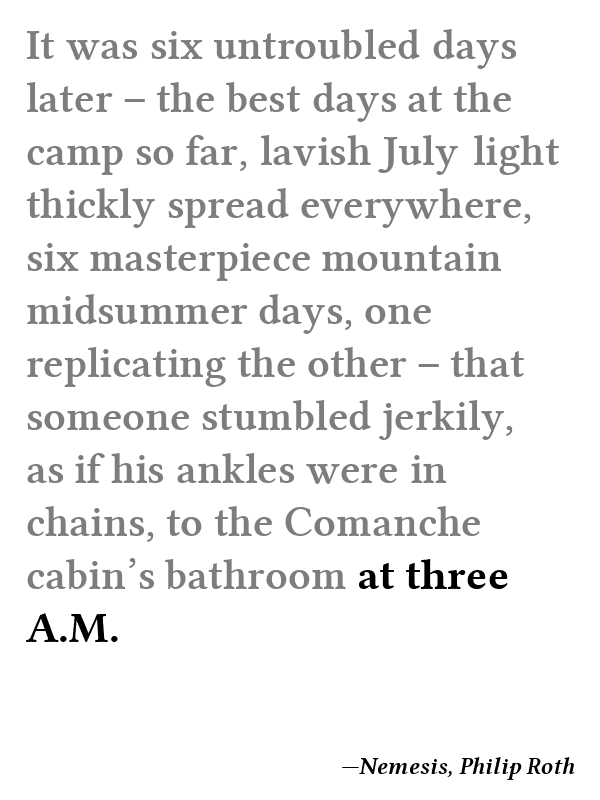 It was six untroubled days
later – the best days at the
camp so far, lavish July light
thickly spread everywhere,
six masterpiece mountain
midsummer days, one
replicating the other – that
someone stumbled jerkily,
as if his ankles were in
chains, to the Comanche
cabin’s bathroom at three
A.M.
—Nemesis, Philip Roth